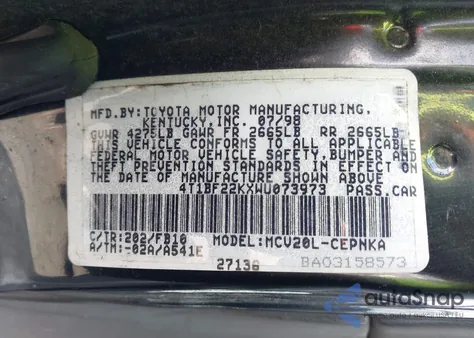 MFD.BY:TOYOTA MOTOR MANUFACTURING,
KENTUCKY,INC. 07/98
GVWR 4275LB GAWR FR 2665LB RR 2665LB
THIS VEHICLE CONFORMS TO ALL APPLICABLE
FEDERAL MOTOR VEHICLE SAFETY, BUMPER AND
THEFT PREVENTION STANDARDS IN EFFECT ON
THE DATE OF MANUFACTURE SHOWN ABOVE
4T1BF22KXWU073973 PASS.CAR
C/TR:202/FB10 MODEL:MCV20L-CEPNKA
A/TM:-02A/A541E
27136 BA03158573
autoSnap